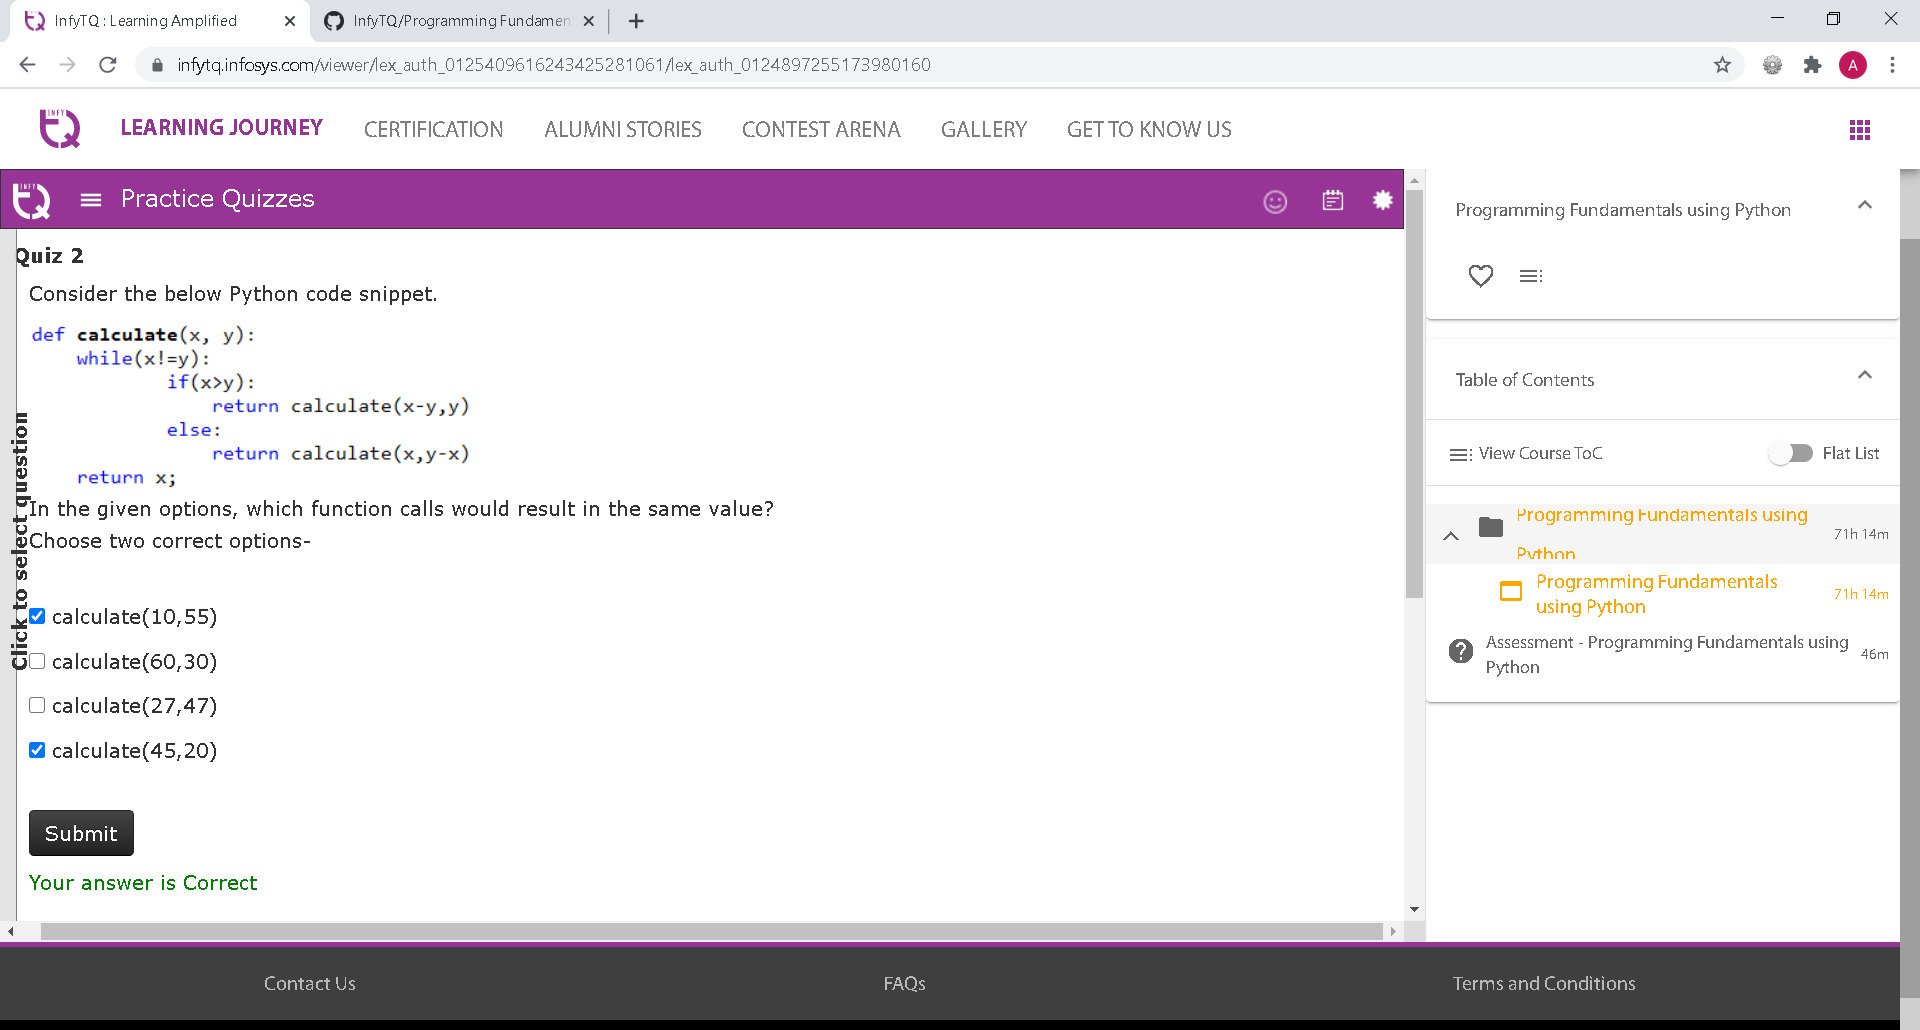 InfyTQ : Learning Amplified
InfyTQ/Programming Fundamen
infytq.infosys.com/viewer/lex_auth_0125409616243425281061/lex_auth_0124897255173980160
A
INFY
TQ
LEARNING JOURNEY
CERTIFICATION
ALUMNI STORIES
CONTEST ARENA
GALLERY
GET TO KNOW US
INFY
TQ
Practice Quizzes
Quiz 2
Consider the below Python code snippet.
def calculate(x, y):
while(x!=y):
if(x>y):
return calculate(x-y,y)
else:
return calculate(x,y-x)
return x;
In the given options, which function calls would result in the same value?
Choose two correct options-
Click to select question
calculate(10,55)
calculate(60,30)
calculate(27,47)
calculate(45,20)
Submit
Your answer is Correct
Programming Fundamentals using Python
Table of Contents
View Course ToC
Flat List
Programming Fundamentals using
Python
71h 14m
Programming Fundamentals
using Python
71h 14m
Assessment - Programming Fundamentals using
Python
46m
Contact Us
FAQs
Terms and Conditions